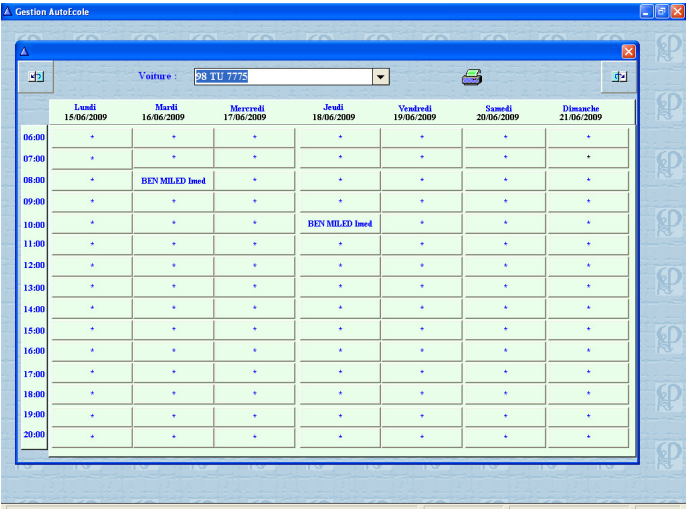 Gestion AutoEcole
Voiture : 98 TU 7775
Lundi Mardi Mercredi Jeudi Vendredi Samedi Dimanche
15/06/2009 16/06/2009 17/06/2009 18/06/2009 19/06/2009 20/06/2009 21/06/2009
06:00 * * * * * * *
07:00 * * * * * * *
08:00 * BEN MILED Imed * * * * *
09:00 * * * * * * *
10:00 * * * BEN MILED Imed * * *
11:00 * * * * * * *
12:00 * * * * * * *
13:00 * * * * * * *
14:00 * * * * * * *
15:00 * * * * * * *
16:00 * * * * * * *
17:00 * * * * * * *
18:00 * * * * * * *
19:00 * * * * * * *
20:00 * * * * * * *